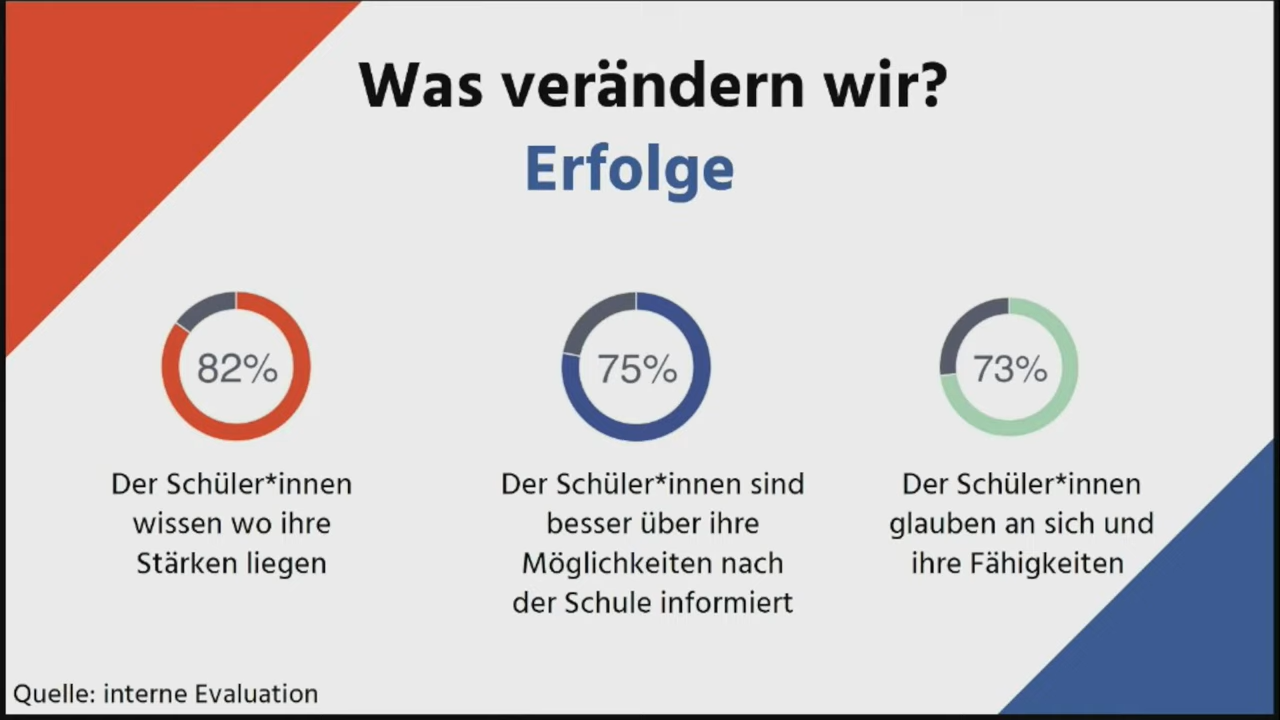 Was verändern wir?
Erfolge
82%
75%
73%
Der Schüler*innen
wissen wo ihre
Stärken liegen
Der Schüler*innen sind
besser über ihre
Möglichkeiten nach
der Schule informiert
Der Schüler*innen
glauben an sich und
ihre Fähigkeiten
Quelle: interne Evaluation